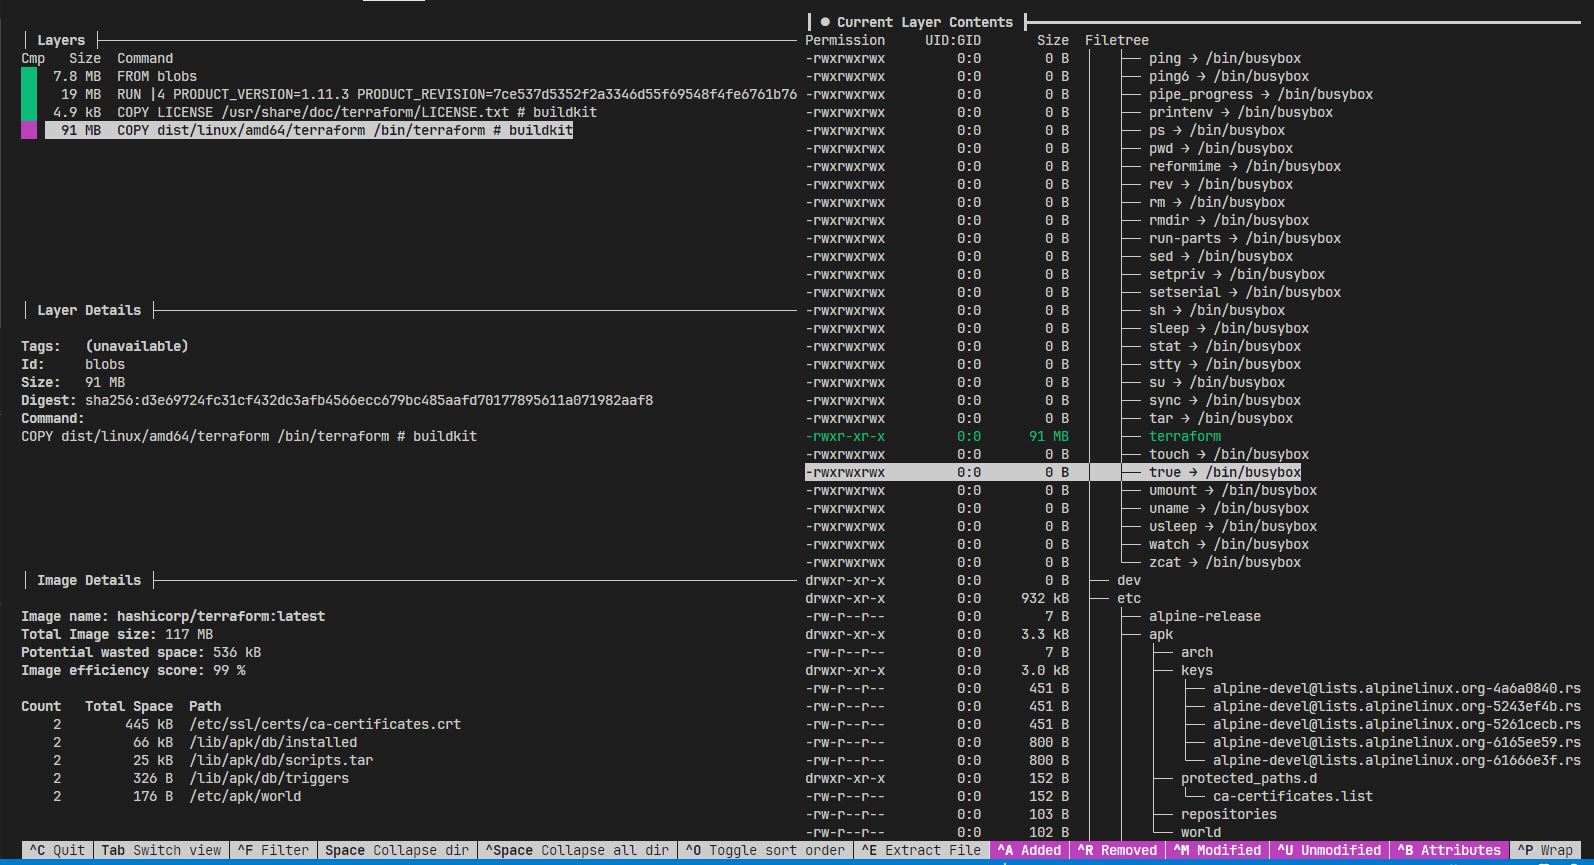 Layers
Cmp Size Command
7.8 MB FROM blobs
19 MB RUN |4 PRODUCT_VERSION=1.11.3 PRODUCT_REVISION=7ce537d5352f2a3346d55f69548f4fe6761b76
4.9 kB COPY LICENSE /usr/share/doc/terraform/LICENSE.txt # buildkit
91 MB COPY dist/linux/amd64/terraform /bin/terraform # buildkit
Layer Details
Tags: (unavailable)
Id: blobs
Size: 91 MB
Digest: sha256:d3e69724fc31cf432dc3afb4566ecc679bc485aafd70177895611a071982aaf8
Command:
COPY dist/linux/amd64/terraform /bin/terraform # buildkit
Image Details
Image name: hashicorp/terraform:latest
Total Image size: 117 MB
Potential wasted space: 536 kB
Image efficiency score: 99 %
Count Total Space Path
2 445 kB /etc/ssl/certs/ca-certificates.crt
2 66 kB /lib/apk/db/installed
2 25 kB /lib/apk/db/scripts.tar
2 326 B /lib/apk/db/triggers
2 176 B /etc/apk/world
● Current Layer Contents
Permission UID:GID Size Filetree
-rwxrwxrwx 0:0 0 B ├── ping → /bin/busybox
-rwxrwxrwx 0:0 0 B ├── ping6 → /bin/busybox
-rwxrwxrwx 0:0 0 B ├── pipe_progress → /bin/busybox
-rwxrwxrwx 0:0 0 B ├── printenv → /bin/busybox
-rwxrwxrwx 0:0 0 B ├── ps → /bin/busybox
-rwxrwxrwx 0:0 0 B ├── pwd → /bin/busybox
-rwxrwxrwx 0:0 0 B ├── reformime → /bin/busybox
-rwxrwxrwx 0:0 0 B ├── rev → /bin/busybox
-rwxrwxrwx 0:0 0 B ├── rm → /bin/busybox
-rwxrwxrwx 0:0 0 B ├── rmdir → /bin/busybox
-rwxrwxrwx 0:0 0 B ├── run-parts → /bin/busybox
-rwxrwxrwx 0:0 0 B ├── sed → /bin/busybox
-rwxrwxrwx 0:0 0 B ├── setpriv → /bin/busybox
-rwxrwxrwx 0:0 0 B ├── setserial → /bin/busybox
-rwxrwxrwx 0:0 0 B ├── sh → /bin/busybox
-rwxrwxrwx 0:0 0 B ├── sleep → /bin/busybox
-rwxrwxrwx 0:0 0 B ├── stat → /bin/busybox
-rwxrwxrwx 0:0 0 B ├── stty → /bin/busybox
-rwxrwxrwx 0:0 0 B ├── su → /bin/busybox
-rwxrwxrwx 0:0 0 B ├── sync → /bin/busybox
-rwxrwxrwx 0:0 0 B ├── tar → /bin/busybox
-rwxr-xr-x 0:0 91 MB ├── terraform
-rwxrwxrwx 0:0 0 B ├── touch → /bin/busybox
-rwxrwxrwx 0:0 0 B ├── true → /bin/busybox
-rwxrwxrwx 0:0 0 B ├── umount → /bin/busybox
-rwxrwxrwx 0:0 0 B ├── uname → /bin/busybox
-rwxrwxrwx 0:0 0 B ├── usleep → /bin/busybox
-rwxrwxrwx 0:0 0 B ├── watch → /bin/busybox
-rwxrwxrwx 0:0 0 B └── zcat → /bin/busybox
drwxr-xr-x 0:0 0 B ├── dev
drwxr-xr-x 0:0 932 kB ├── etc
-rw-r--r-- 0:0 7 B ├── alpine-release
drwxr-xr-x 0:0 3.3 kB ├── apk
-rw-r--r-- 0:0 7 B ├── arch
drwxr-xr-x 0:0 3.0 kB ├── keys
-rw-r--r-- 0:0 451 B ├── alpine-devel@lists.alpinelinux.org-4a6a0840.rs
-rw-r--r-- 0:0 451 B ├── alpine-devel@lists.alpinelinux.org-5243ef4b.rs
-rw-r--r-- 0:0 451 B ├── alpine-devel@lists.alpinelinux.org-5261cecb.rs
-rw-r--r-- 0:0 800 B ├── alpine-devel@lists.alpinelinux.org-6165ee59.rs
-rw-r--r-- 0:0 800 B └── alpine-devel@lists.alpinelinux.org-61666e3f.rs
drwxr-xr-x 0:0 152 B ├── protected_paths.d
-rw-r--r-- 0:0 152 B └── ca-certificates.list
-rw-r--r-- 0:0 103 B ├── repositories
-rw-r--r-- 0:0 102 B └── world
^C Quit Tab Switch view ^F Filter Space Collapse dir ^Space Collapse all dir ^O Toggle sort order ^E Extract File ^A Added ^R Removed ^M Modified ^U Unmodified ^B Attributes ^P Wrap